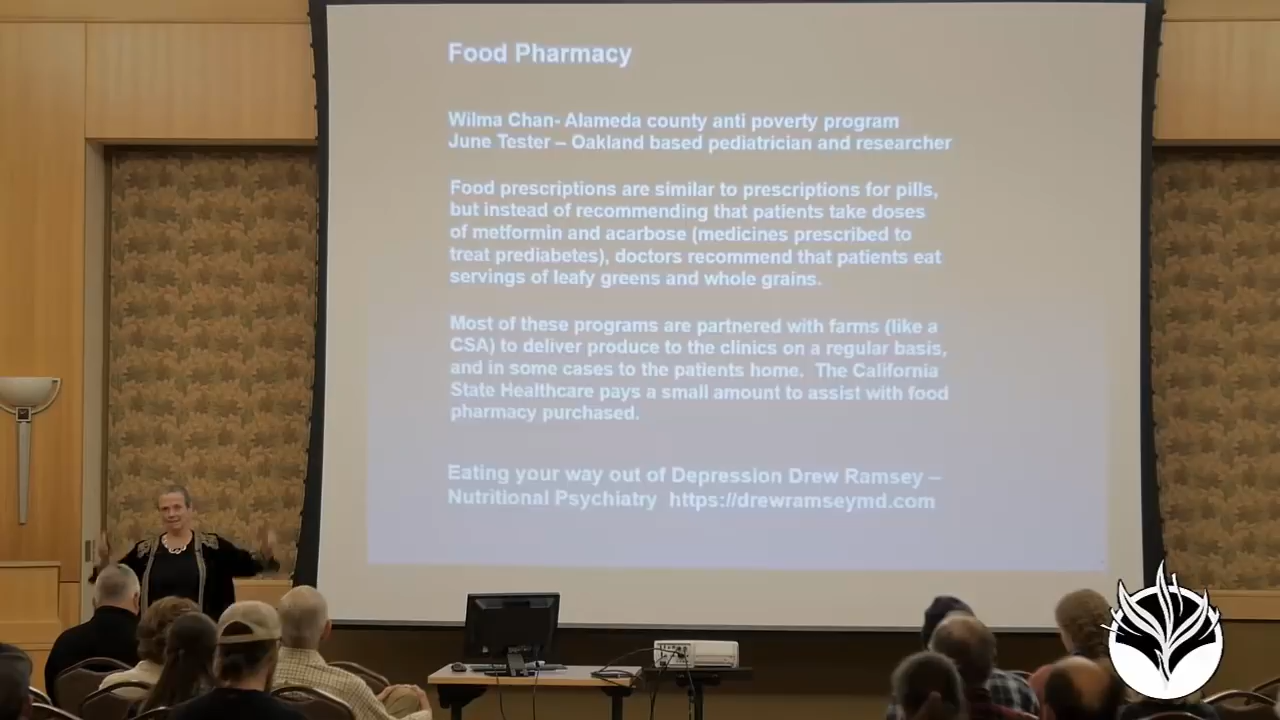 Food Pharmacy
Wilma Chan- Alameda county anti poverty program
June Tester – Oakland based pediatrician and researcher
Food prescriptions are similar to prescriptions for pills,
but instead of recommending that patients take doses
of metformin and acarbose (medicines prescribed to
treat prediabetes), doctors recommend that patients eat
servings of leafy greens and whole grains.
Most of these programs are partnered with farms (like a
CSA) to deliver produce to the clinics on a regular basis,
and in some cases to the patients home. The California
State Healthcare pays a small amount to assist with food
pharmacy purchased.
Eating your way out of Depression Drew Ramsey –
Nutritional Psychiatry https://drewramseymd.com